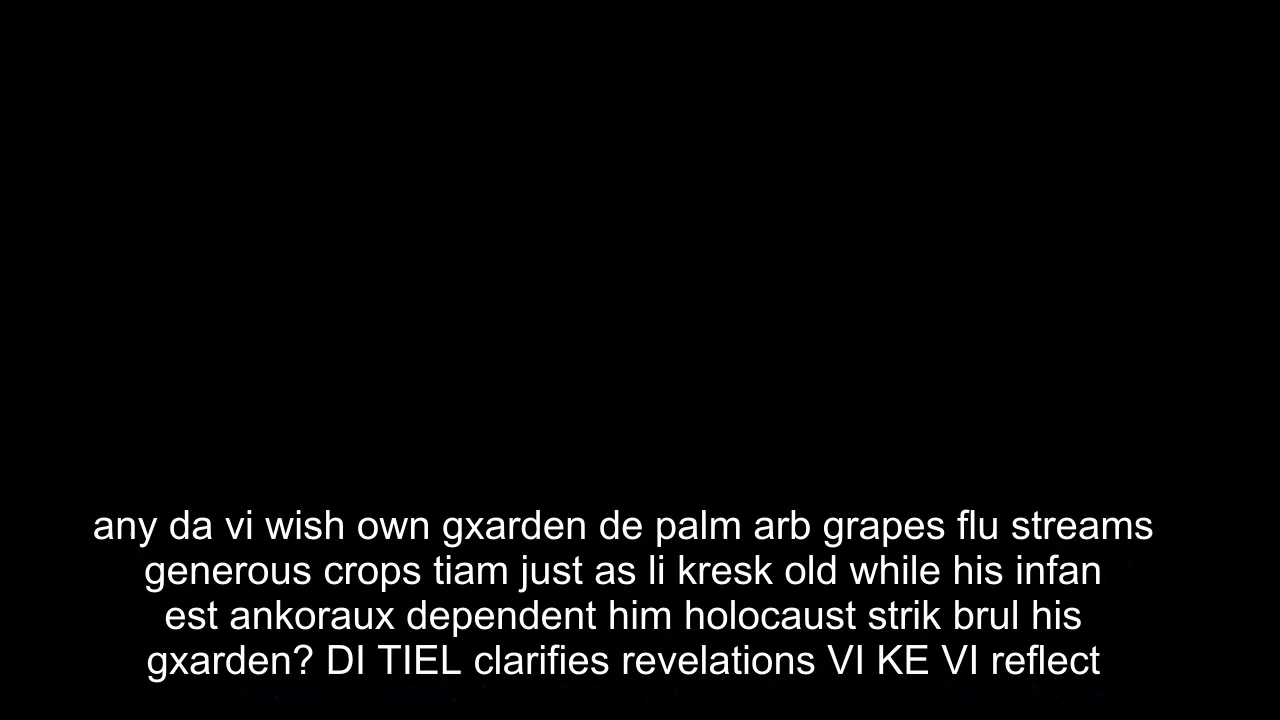 any da vi wish own gxarden de palm arb grapes flu streams
generous crops tiam just as li kresk old while his infan
est ankoraux dependent him holocaust strik brul his
gxarden? DI TIEL clarifies revelations VI KE VI reflect